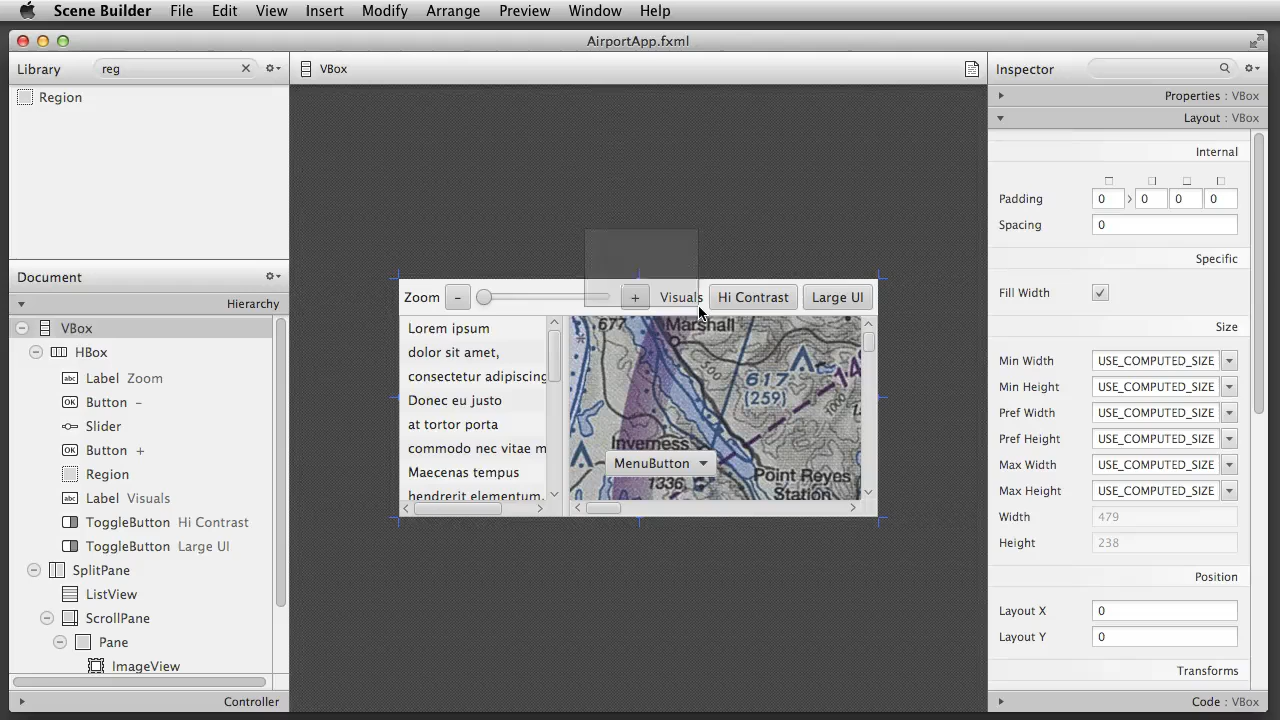 Scene Builder File Edit View Insert Modify Arrange Preview Window Help
AirportApp.fxml
Library reg
Region
Document
Hierarchy
VBox
HBox
Label Zoom
Button –
Slider
Button +
Region
Label Visuals
ToggleButton Hi Contrast
ToggleButton Large UI
SplitPane
ListView
ScrollPane
Pane
ImageView
Controller
VBox
Zoom – + Visuals Hi Contrast Large UI
Lorem ipsum
dolor sit amet,
consectetur adipiscing
Donec eu justo
at tortor porta
commodo nec vitae m
Maecenas tempus
hendrerit elementum,
677
Marshall
500
617
(259)
14
1000
Inverness
MenuButton
1336
Point Reyes
Station
Inspector
Properties : VBox
Layout : VBox
Internal
Padding 0 0 0 0
Spacing 0
Specific
Fill Width
Size
Min Width USE_COMPUTED_SIZE
Min Height USE_COMPUTED_SIZE
Pref Width USE_COMPUTED_SIZE
Pref Height USE_COMPUTED_SIZE
Max Width USE_COMPUTED_SIZE
Max Height USE_COMPUTED_SIZE
Width 479
Height 238
Position
Layout X 0
Layout Y 0
Transforms
Code : VBox